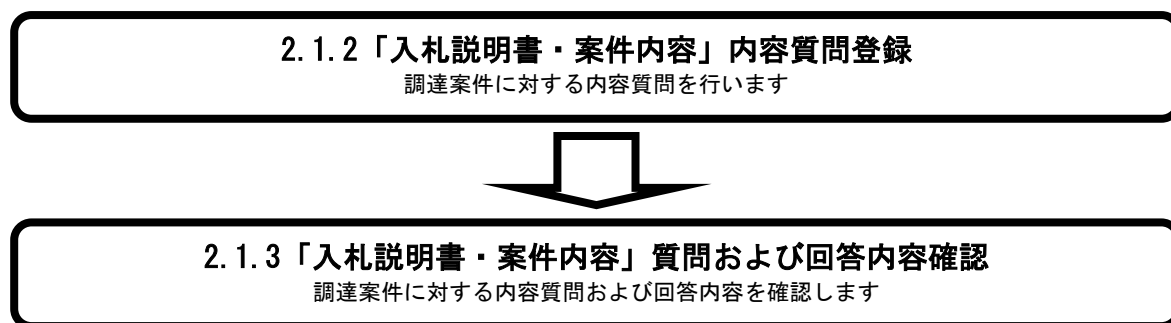 2.1.2「入札説明書・案件内容」内容質問登録
調達案件に対する内容質問を行います
2.1.3「入札説明書・案件内容」質問および回答内容確認
調達案件に対する内容質問および回答内容を確認します